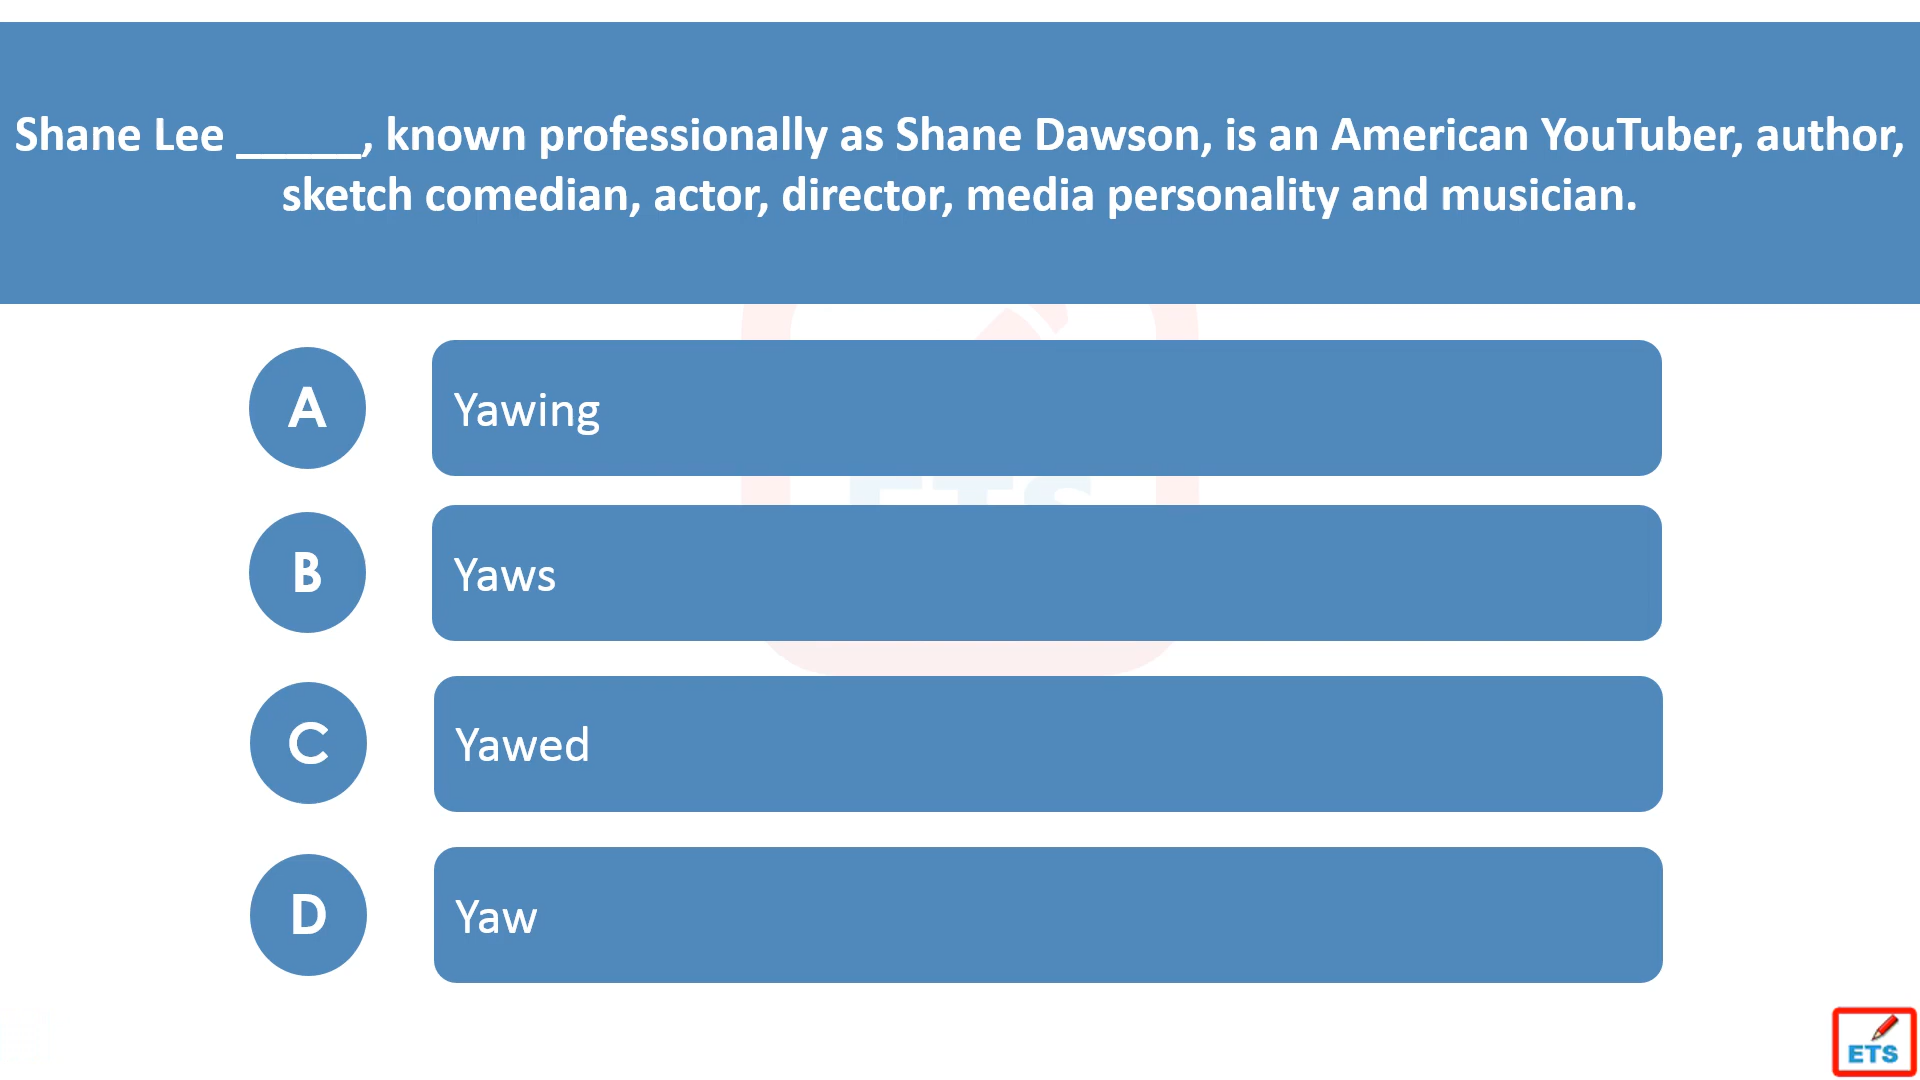 Shane Lee _____, known professionally as Shane Dawson, is an American YouTuber, author,
sketch comedian, actor, director, media personality and musician.
A
Yawing
ETS
B
Yaws
C
Yawed
D
Yaw
ETS